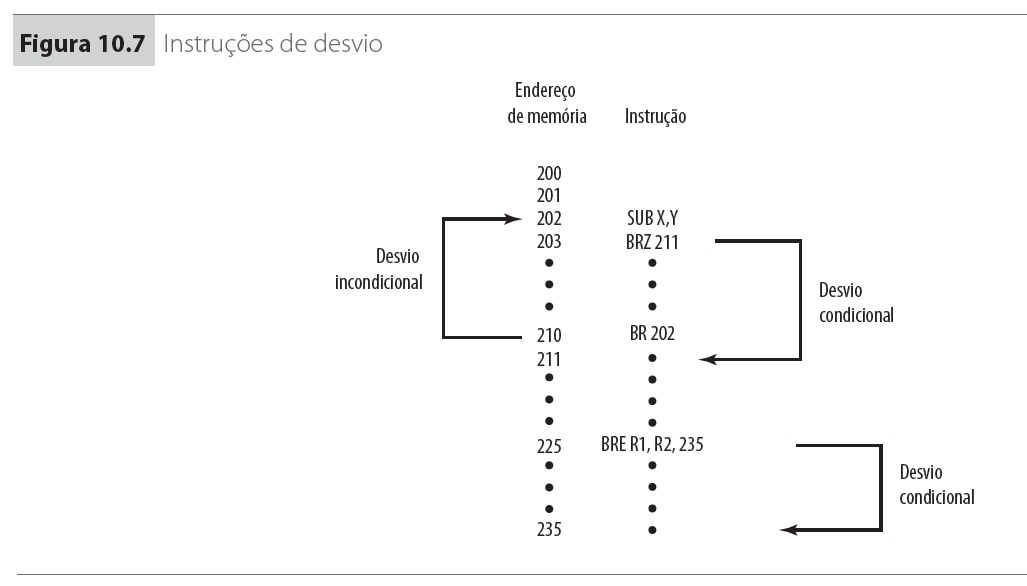 Figura 10.7 Instruções de desvio
Endereço
de memória Instrução
200
201
202 SUB X,Y
203 BRZ 211
Desvio
incondicional
Desvio
condicional
210 BR 202
211
225 BRE R1, R2, 235
Desvio
condicional
235